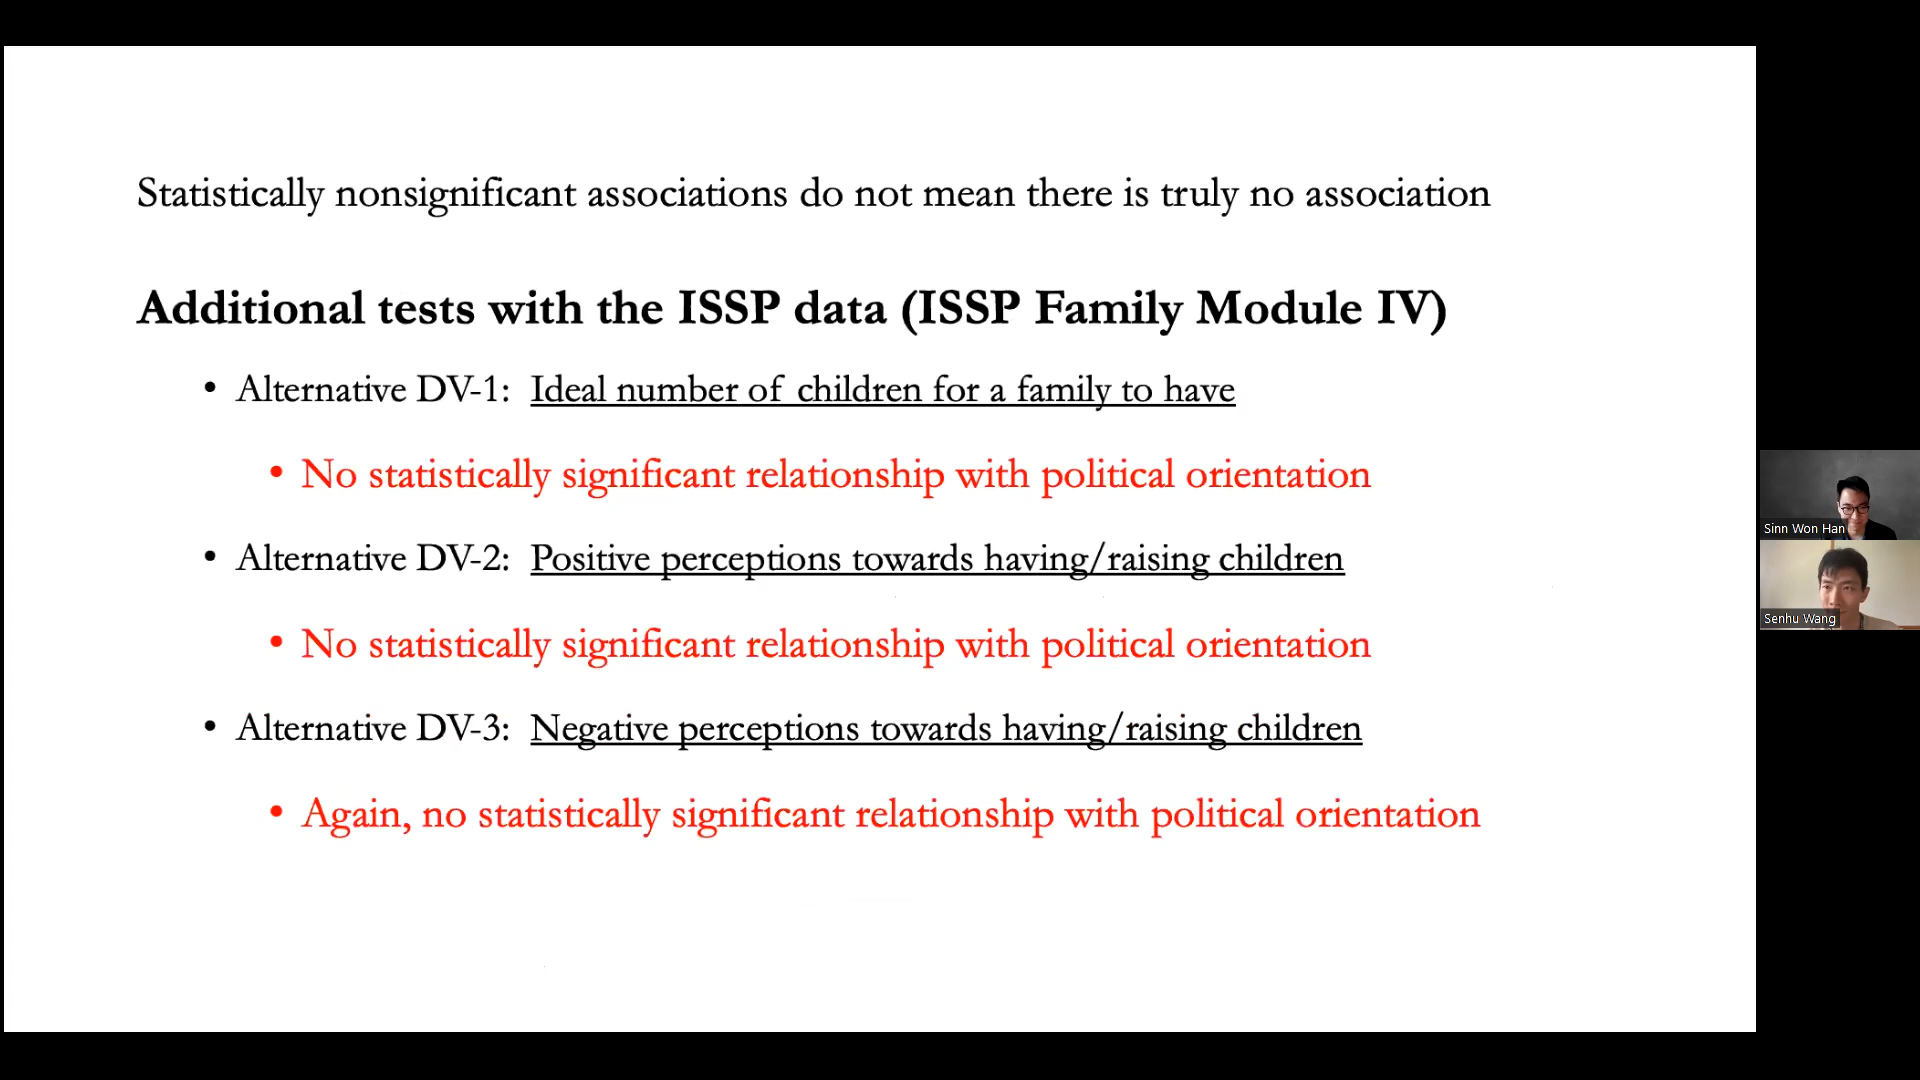 Statistically nonsignificant associations do not mean there is truly no association
Additional tests with the ISSP data (ISSP Family Module IV)
• Alternative DV-1: Ideal number of children for a family to have
• No statistically significant relationship with political orientation
• Alternative DV-2: Positive perceptions towards having/raising children
• No statistically significant relationship with political orientation
• Alternative DV-3: Negative perceptions towards having/raising children
• Again, no statistically significant relationship with political orientation
Sinn Won Han
Senhu Wang